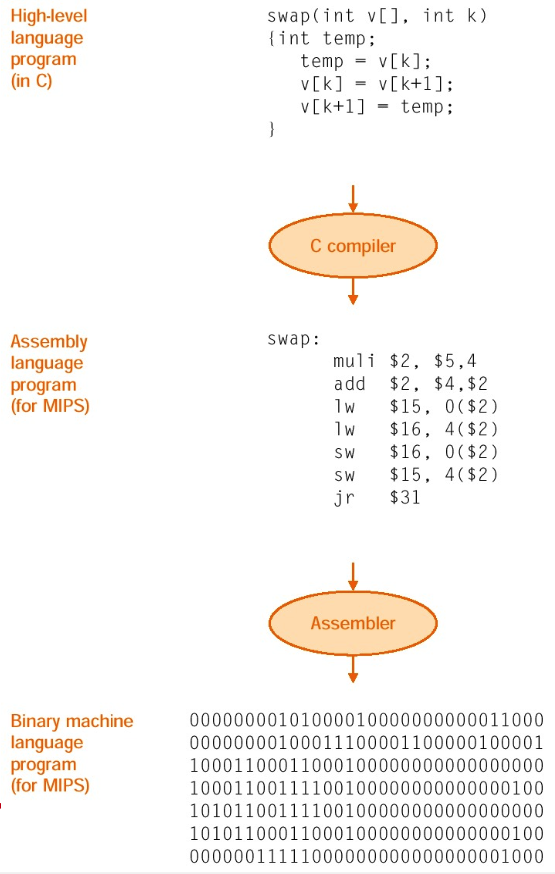 High-level
language
program
(in C)
swap(int v[], int k)
{int temp;
temp = v[k];
v[k] = v[k+1];
v[k+1] = temp;
}
C compiler
Assembly
language
program
(for MIPS)
swap:
muli $2, $5,4
add $2, $4,$2
lw $15, 0($2)
lw $16, 4($2)
sw $16, 0($2)
sw $15, 4($2)
jr $31
Assembler
Binary machine
language
program
(for MIPS)
00000000101000010000000000011000
00000000100011100001100000100001
10001100011000100000000000000000
10001100111100100000000000000100
10101100111100100000000000000000
10101100011000100000000000000100
00000011111000000000000000001000